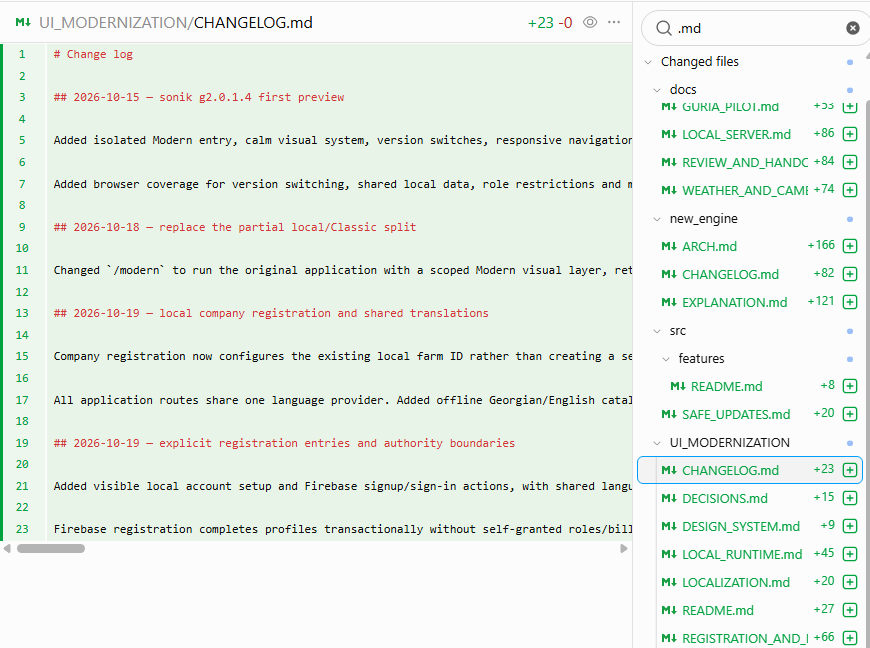 UI_MODERNIZATION/CHANGELOG.md +23 -0 ···
1 # Change log
2
3 ## 2026-10-15 — sonik g2.0.1.4 first preview
4
5 Added isolated Modern entry, calm visual system, version switches, responsive navigation
6
7 Added browser coverage for version switching, shared local data, role restrictions and
8
9 ## 2026-10-18 — replace the partial local/Classic split
10
11 Changed `/modern` to run the original application with a scoped Modern visual layer, ret
12
13 ## 2026-10-19 — local company registration and shared translations
14
15 Company registration now configures the existing local farm ID rather than creating a se
16
17 All application routes share one language provider. Added offline Georgian/English catal
18
19 ## 2026-10-19 — explicit registration entries and authority boundaries
20
21 Added visible local account setup and Firebase signup/sign-in actions, with shared langu
22
23 Firebase registration completes profiles transactionally without self-granted roles/bill
.md
Changed files
docs
GURIA_PILOT.md +53
LOCAL_SERVER.md +86
REVIEW_AND_HANDC +84
WEATHER_AND_CAME +74
new_engine
ARCH.md +166
CHANGELOG.md +82
EXPLANATION.md +121
src
features
README.md +8
SAFE_UPDATES.md +20
UI_MODERNIZATION
CHANGELOG.md +23
DECISIONS.md +15
DESIGN_SYSTEM.md +9
LOCAL_RUNTIME.md +45
LOCALIZATION.md +20
README.md +27
REGISTRATION_AND_ +66